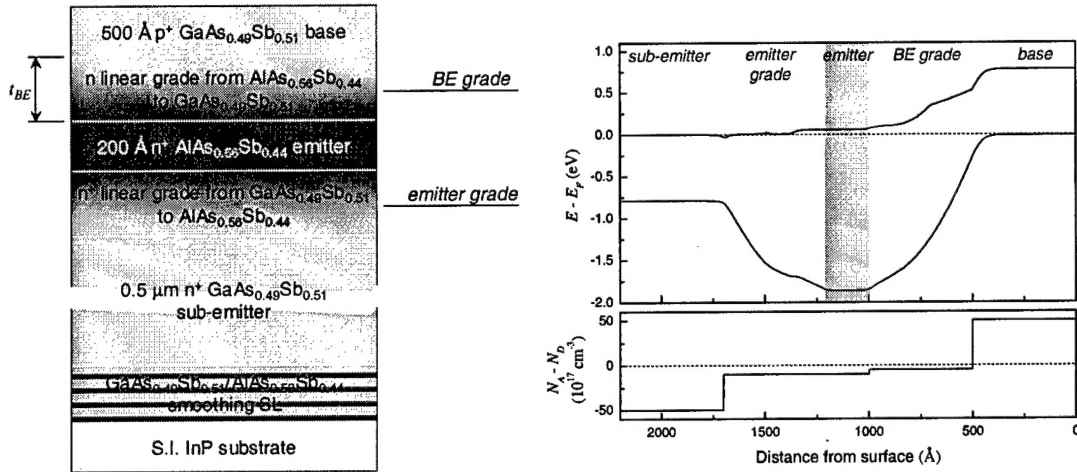 500 Å p⁺ GaAs₀.₄₉Sb₀.₅₁ base
t_BE
n linear grade from AlAs₀.₅₆Sb₀.₄₄
to GaAs₀.₄₉Sb₀.₅₁
BE grade
200 Å n⁺ AlAs₀.₅₆Sb₀.₄₄ emitter
n⁺ linear grade from GaAs₀.₄₉Sb₀.₅₁
to AlAs₀.₅₆Sb₀.₄₄
emitter grade
0.5 µm n⁺ GaAs₀.₄₉Sb₀.₅₁
sub-emitter
GaAs₀.₄₉Sb₀.₅₁/AlAs₀.₅₆Sb₀.₄₄
smoothing SL
S.I. InP substrate
sub-emitter
emitter
grade
emitter
BE grade
base
E - E_F (eV)
1.0
0.5
0.0
-0.5
-1.0
-1.5
-2.0
N_A - N_D
(10¹⁷ cm⁻³)
50
0
-50
2000 1500 1000 500 0
Distance from surface (Å)